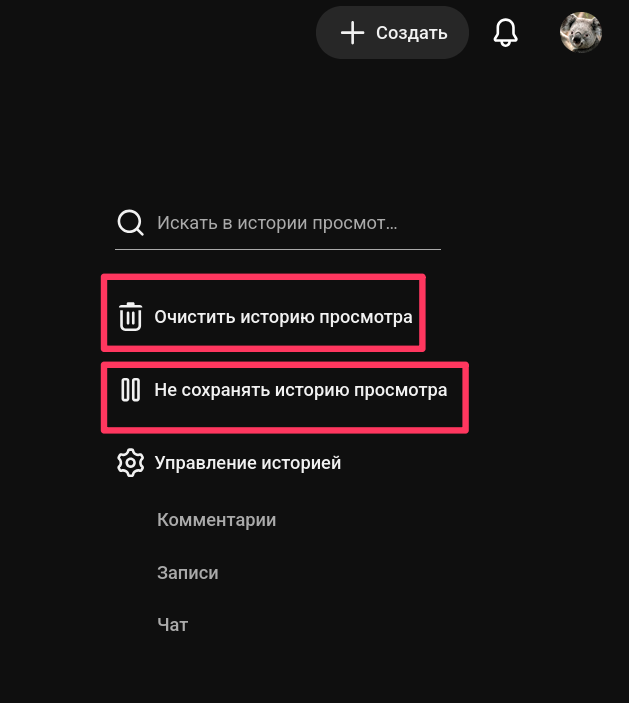 Создать
Искать в истории просмот...
Очистить историю просмотра
Не сохранять историю просмотра
Управление историей
Комментарии
Записи
Чат